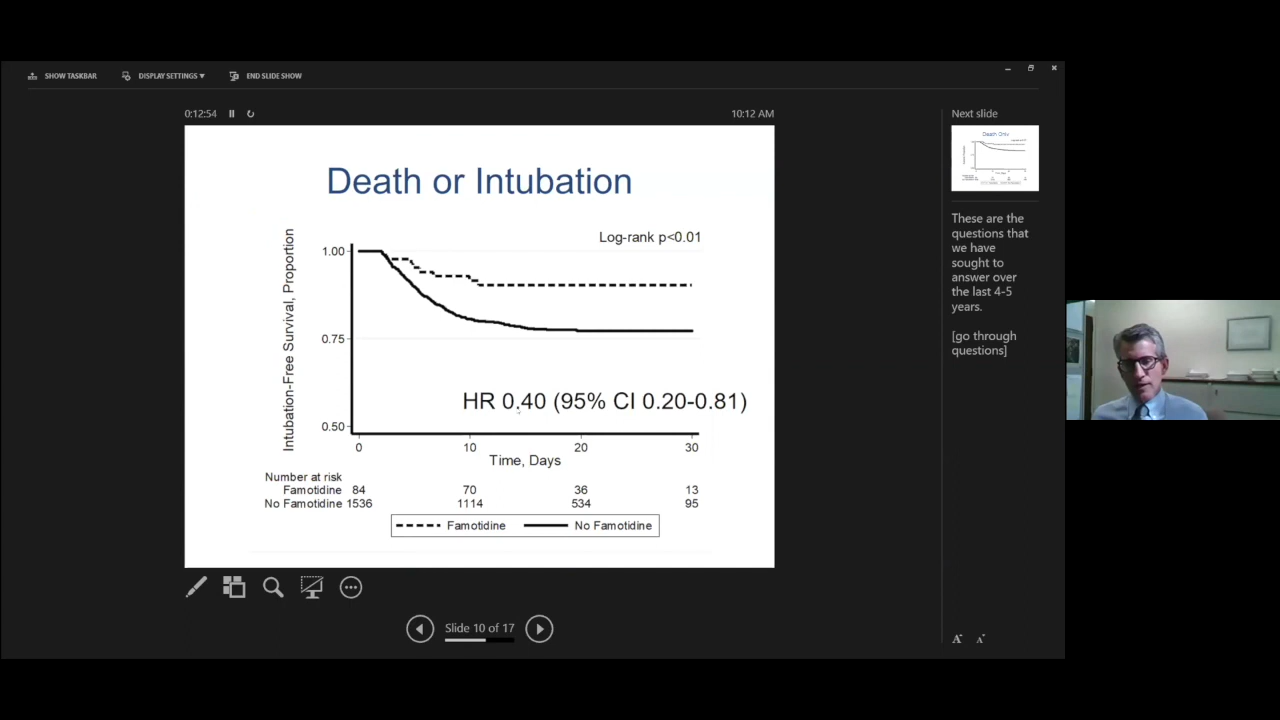 SHOW TASKBAR DISPLAY SETTINGS ▼ END SLIDE SHOW
0:12:54 10:12 AM
Death or Intubation
Log-rank p<0.01
Intubation-Free Survival, Proportion
1.00
0.75
0.50
HR 0.40 (95% CI 0.20-0.81)
0 10 20 30
Time, Days
Number at risk
Famotidine 84 70 36 13
No Famotidine 1536 1114 534 95
Famotidine No Famotidine
Slide 10 of 17
Next slide
Death Only
These are the
questions that
we have
sought to
answer over
the last 4-5
years.
[go through
questions]
A A